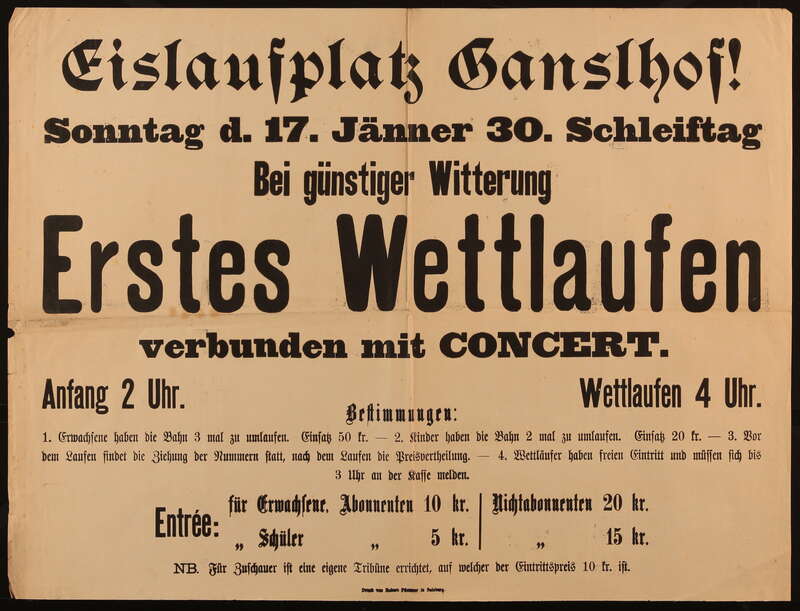 Eislaufplatz Ganslhof!
Sonntag d. 17. Jänner 30. Schleiftag
Bei günstiger Witterung
Erstes Wettlaufen
verbunden mit CONCERT.
Anfang 2 Uhr. Wettlaufen 4 Uhr.
Bestimmungen:
1. Erwachsene haben die Bahn 3 mal zu umlaufen. Einsatz 50 kr. — 2. Kinder haben die Bahn 2 mal zu umlaufen. Einsatz 20 kr. — 3. Vor
dem Laufen findet die Ziehung der Nummern statt, nach dem Laufen die Preisvertheilung. — 4. Wettläufer haben freien Eintritt und müssen sich bis
3 Uhr an der Kasse melden.
Entrée: für Erwachsene, Abonnenten 10 kr. Nichtabonnenten 20 kr.
„ Schüler „ 5 kr. „ 15 kr.
NB. Für Zuschauer ist eine eigene Tribüne errichtet, auf welcher der Eintrittspreis 10 kr. ist.
Druck von in Salzburg.